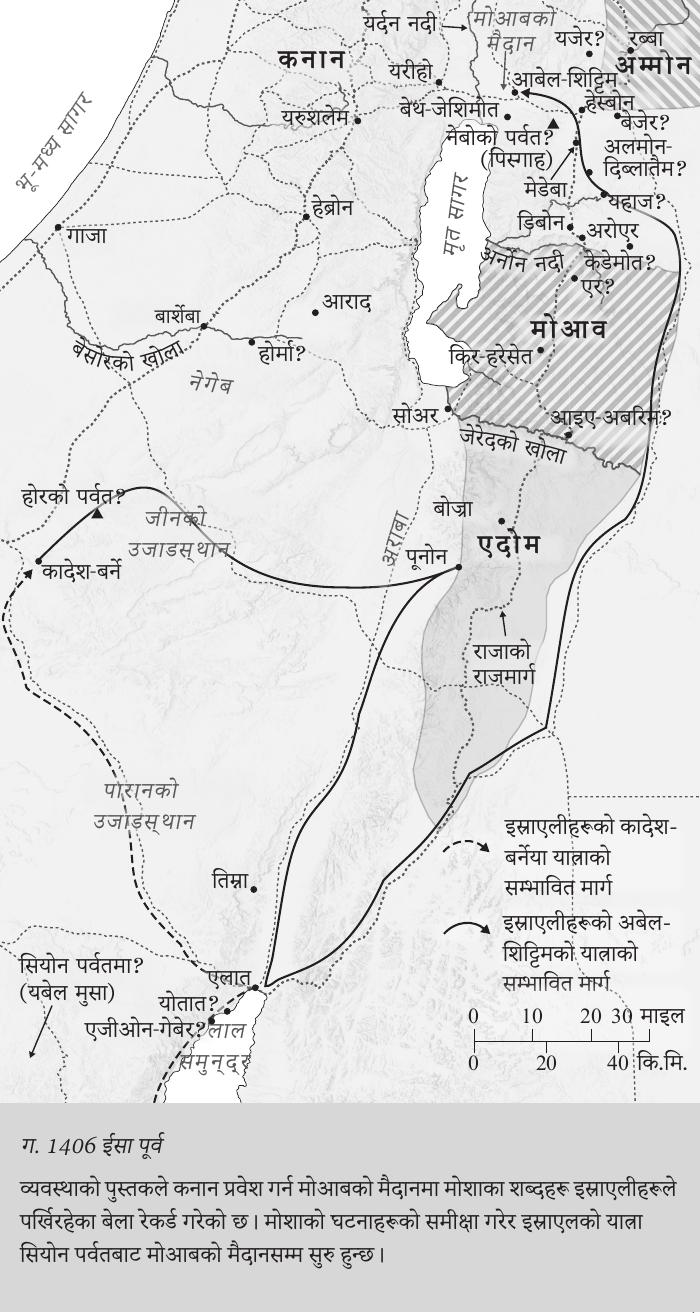 यर्दन नदी
मोआबको
मैदान
यजेर?
रब्बा
कनान
अम्मोन
यरीहो
आबेल-शिट्टिम
हेस्बोन
यरुशलेम
बेथ-जेशिमोत
बेजेर?
नेबोको पर्वत?
(पिस्गाह)
अलमोन-
दिब्लातैम?
भू-मध्य सागर
मेडेबा
यहाज?
हेब्रोन
मृत सागर
डिबोन
अरोएर
गाजा
अर्नोन नदी
केडेमोत?
एर?
आराद
बार्शेबा
मोआव
होर्मा?
बेसोरको खोला
किर-हरेसेत
नेगेब
सोअर
आइए-अबरिम?
जेरेदको खोला
होरको पर्वत?
जीनको
उजाडस्थान
बोज्रा
अराबा
एदोम
पूनोन
कादेश-बर्ने
राजाको
राजमार्ग
पारानको
उजाडस्थान
इस्राएलीहरूको कादेश-
बर्नेया यात्राको
सम्भावित मार्ग
तिम्ना
इस्राएलीहरूको अबेल-
शिट्टिमको यात्राको
सम्भावित मार्ग
सियोन पर्वतमा?
(यबेल मुसा)
एलात
योतात?
एजीओन-गेबेर?
लाल
समुन्द्र
0 10 20 30 माइल
0 20 40 कि.मि.
ग. 1406 ईसा पूर्व
व्यवस्थाको पुस्तकले कनान प्रवेश गर्न मोआबको मैदानमा मोशाका शब्दहरू इस्राएलीहरूले
पर्खिरहेका बेला रेकर्ड गरेको छ। मोशाको घटनाहरूको समीक्षा गरेर इस्राएलको यात्रा
सियोन पर्वतबाट मोआबको मैदानसम्म सुरु हुन्छ।